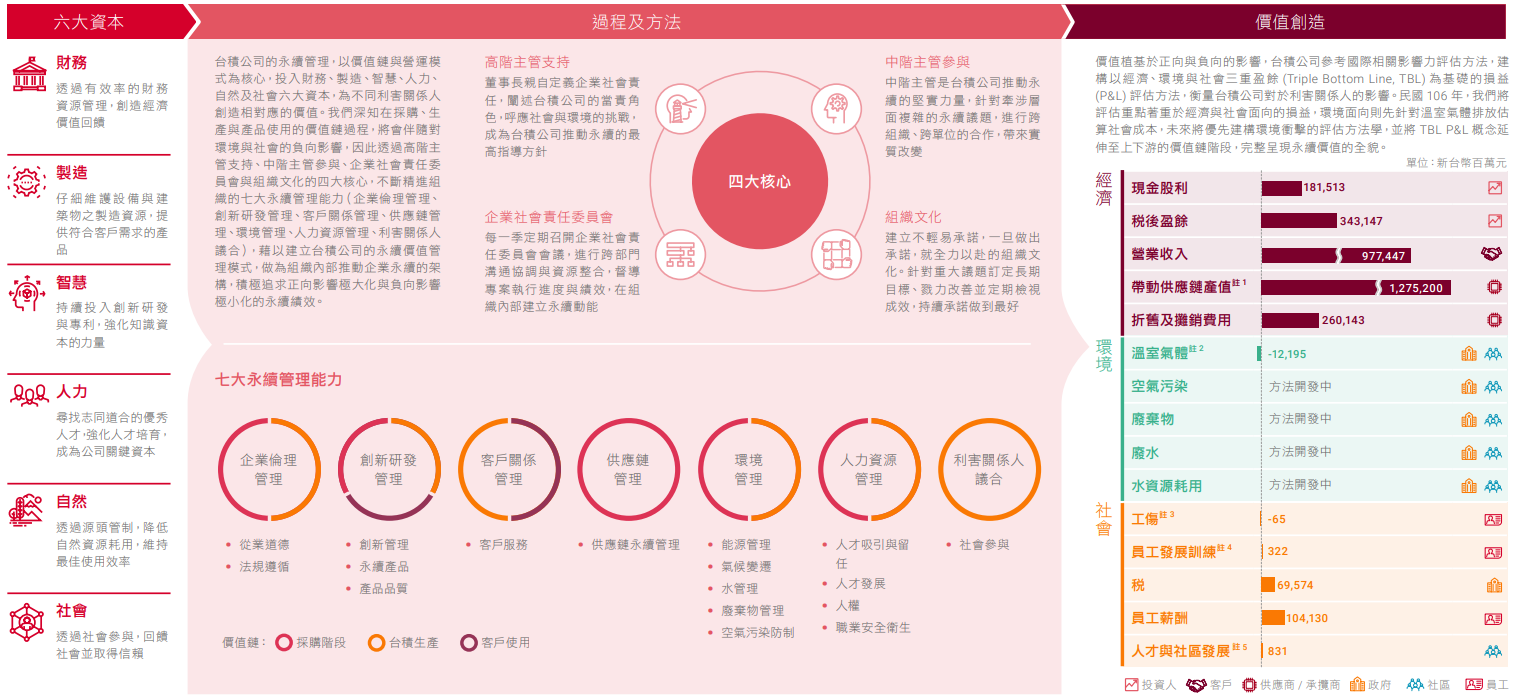 六大資本
過程及方法
價值創造
財務
透過有效率的財務
資源管理，創造經濟
價值回饋
製造
仔細維護設備與建
築物之製造資源，提
供符合客戶需求的產
品
智慧
持續投入創新研發
與專利，強化知識資
本的力量
人力
尋找志同道合的優秀
人才，強化人才培育，
成為公司關鍵資本
自然
透過源頭管制，降低
自然資源耗用，維持
最佳使用效率
社會
透過社會參與，回饋
社會並取得信賴
台積公司的永續管理，以價值鏈與營運模
式為核心，投入財務、製造、智慧、人力、
自然及社會六大資本，為不同利害關係人
創造相對應的價值。我們深知在採購、生
產與產品使用的價值鏈過程，將會伴隨對
環境與社會的負向影響，因此透過高階主
管支持、中階主管參與、企業社會責任委
員會與組織文化的四大核心，不斷精進組
織的七大永續管理能力（企業倫理管理、
創新研發管理、客戶關係管理、供應鏈管
理、環境管理、人力資源管理、利害關係人
議合），藉以建立台積公司的永續價值管
理模式，做為組織內部推動企業永續的架
構，積極追求正向影響極大化與負向影響
極小化的永續績效。
高階主管支持
董事長親自定義企業社會責
任，闡述台積公司的當責角
色，呼應社會與環境的挑戰，
成為台積公司推動永續的最
高指導方針
企業社會責任委員會
每一季定期召開企業社會責
任委員會會議，進行跨部門
溝通協調與資源整合，督導
專案執行進度與績效，在組
織內部建立永續動能
四大核心
中階主管參與
中階主管是台積公司推動永
續的堅實力量，針對牽涉層
面複雜的永續議題，進行跨
組織、跨單位的合作，帶來實
質改變
組織文化
建立不輕易承諾，一旦做出
承諾，就全力以赴的組織文
化。針對重大議題訂定長期
目標、戮力改善並定期檢視
成效，持續承諾做到最好
七大永續管理能力
企業倫理
管理
• 從業道德
• 法規遵循
創新研發
管理
• 創新管理
• 永續產品
• 產品品質
客戶關係
管理
• 客戶服務
供應鏈
管理
• 供應鏈永續管理
環境
管理
• 能源管理
• 氣候變遷
• 水管理
• 廢棄物管理
• 空氣污染防制
人力資源
管理
• 人才吸引與留
任
• 人才發展
• 人權
• 職業安全衛生
利害關係人
議合
• 社會參與
價值鏈： 採購階段 台積生產 客戶使用
價值植基於正向與負向的影響，台積公司參考國際相關影響力評估方法，建
構以經濟、環境與社會三重盈餘 (Triple Bottom Line, TBL) 為基礎的損益
(P&L) 評估方法，衡量台積公司對於利害關係人的影響。民國 106 年，我們將
評估重點著重於經濟與社會面向的損益，環境面向則先針對溫室氣體排放估
算社會成本，未來將優先建構環境衝擊的評估方法學，並將 TBL P&L 概念延
伸至上下游的價值鏈階段，完整呈現永續價值的全貌。
單位：新台幣百萬元
經濟
現金股利 181,513
稅後盈餘 343,147
營業收入 977,447
帶動供應鏈產值註1 1,275,200
折舊及攤銷費用 260,143
環境
溫室氣體註2 -12,195
空氣污染 方法開發中
廢棄物 方法開發中
廢水 方法開發中
水資源耗用 方法開發中
社會
工傷註3 -65
員工發展訓練註4 322
稅 69,574
員工薪酬 104,130
人才與社區發展註5 831
投資人 客戶 供應商 / 承攬商 政府 社區 員工